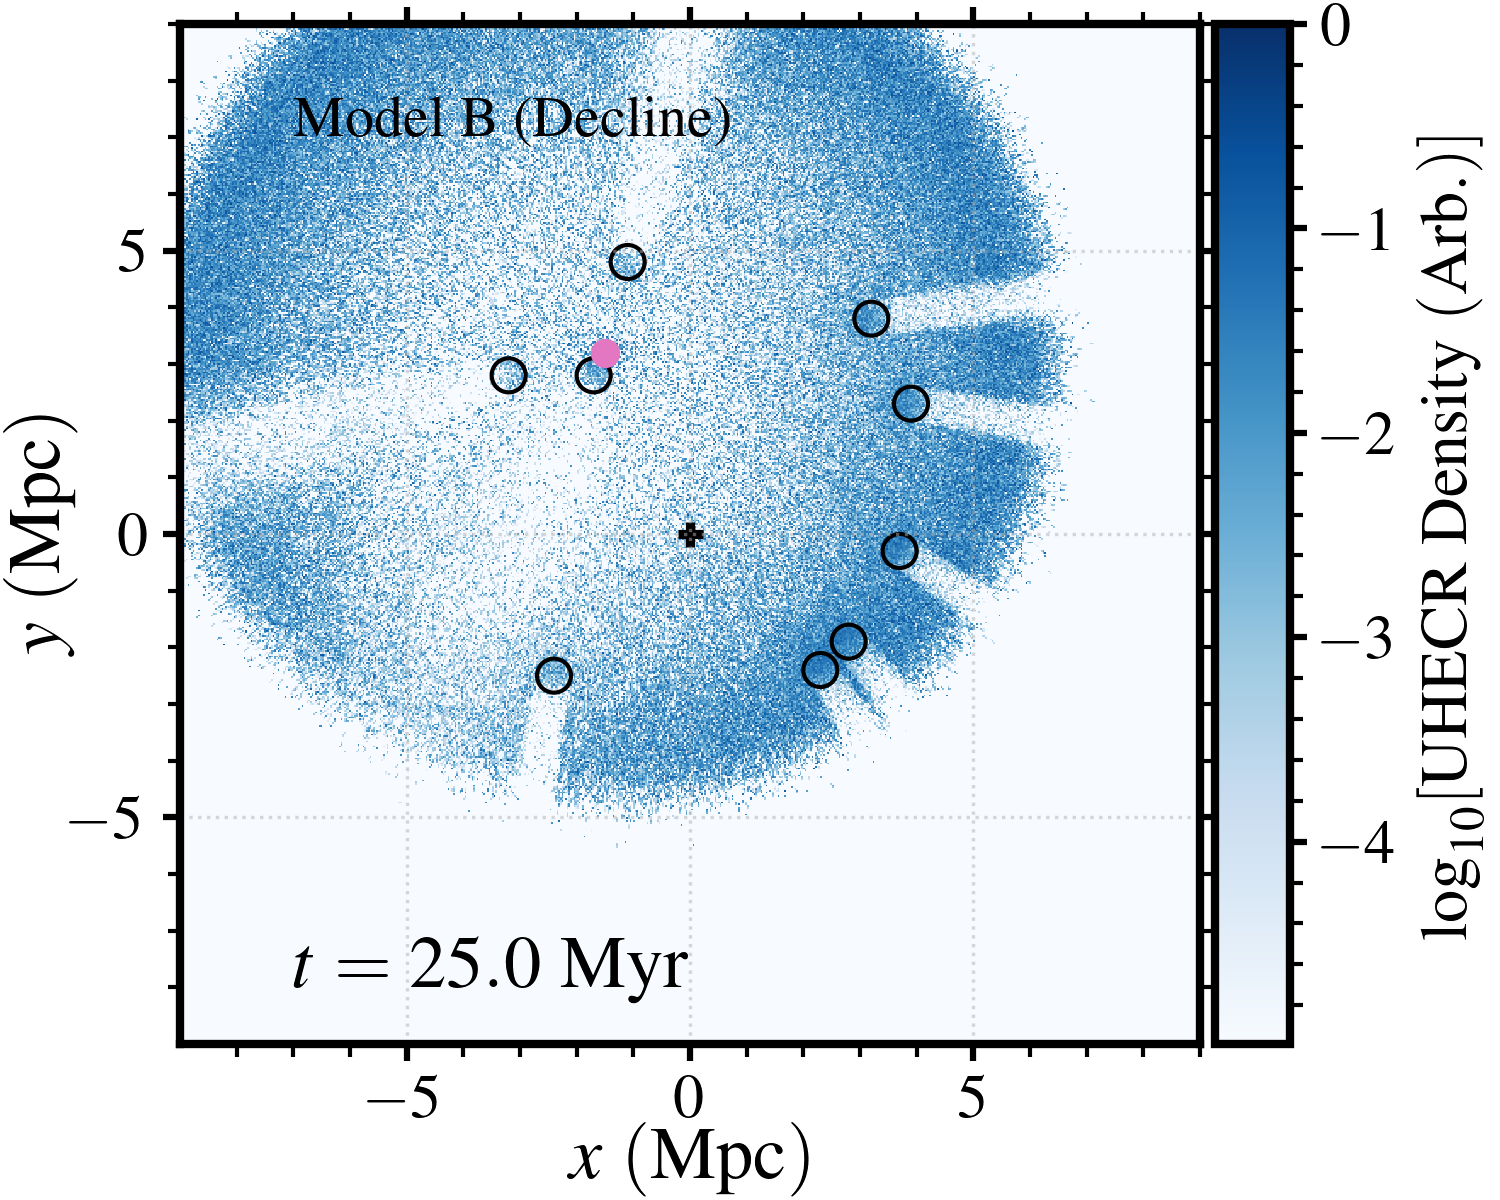 Model B (Decline)
t = 25.0 Myr
5
0
−5
y (Mpc)
−5
0
5
x (Mpc)
0
−1
−2
−3
−4
log₁₀[UHECR Density (Arb.)]